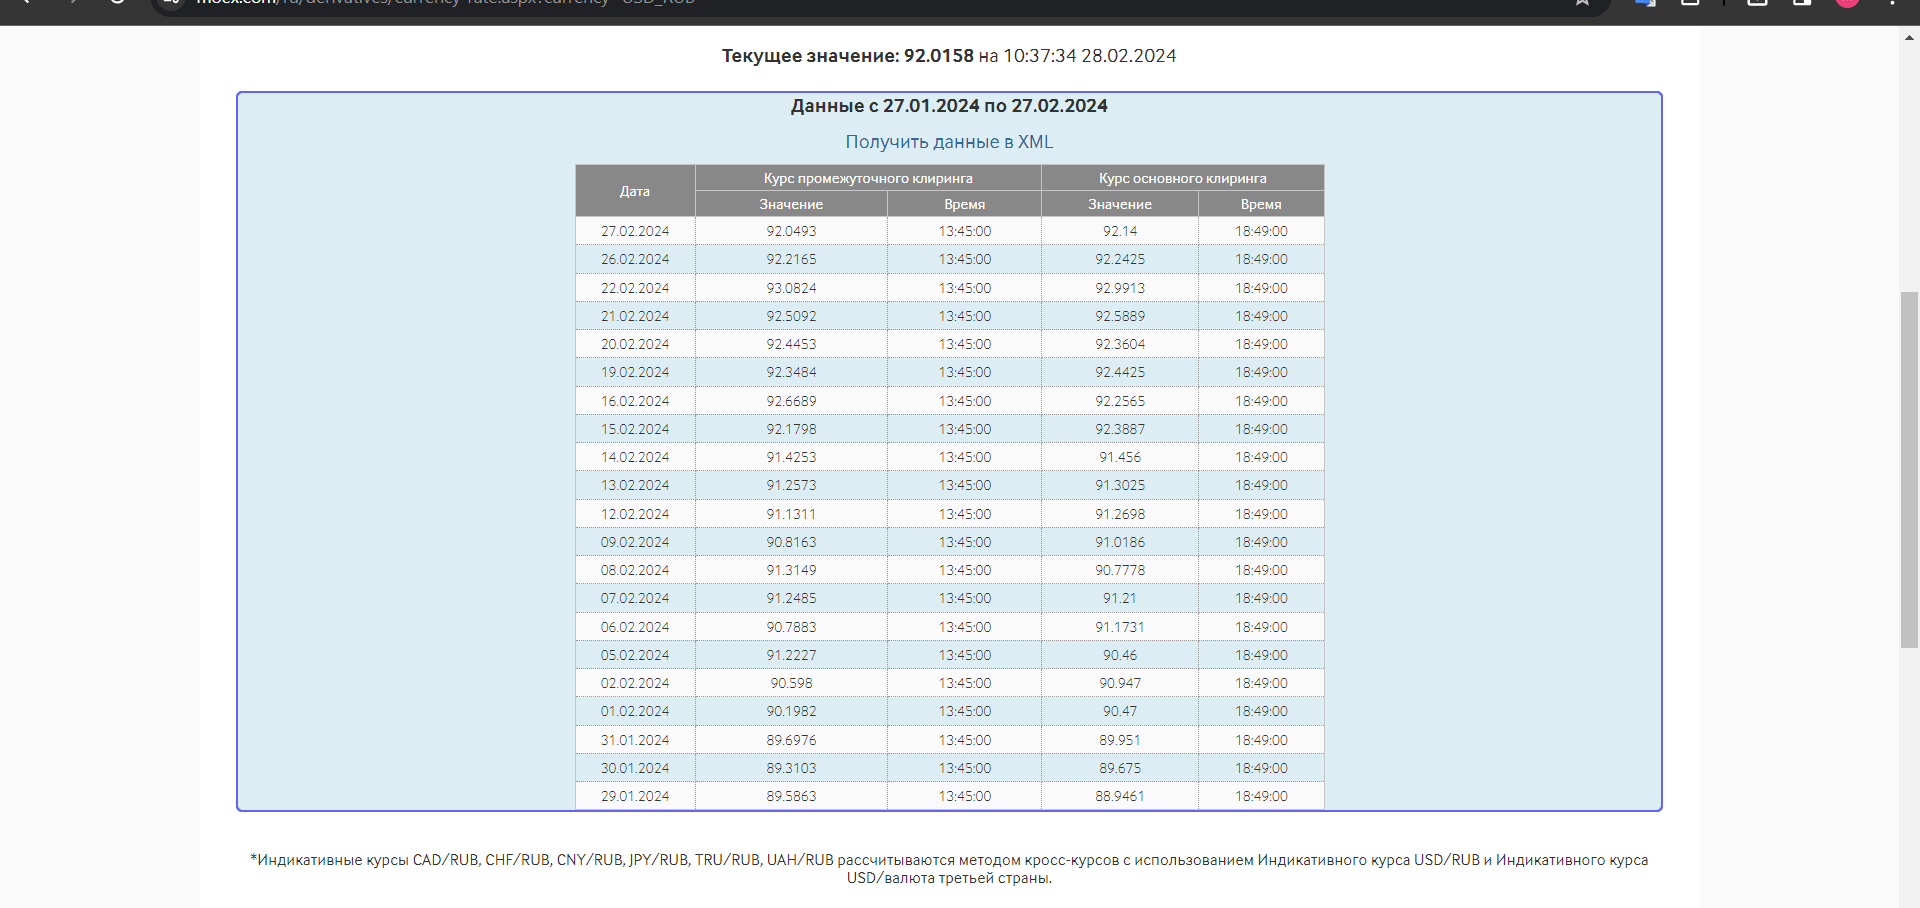 Текущее значение: 92.0158 на 10:37:34 28.02.2024
Данные с 27.01.2024 по 27.02.2024
Получить данные в XML
Дата Курс промежуточного клиринга Курс основного клиринга
Значение Время Значение Время
27.02.2024 92.0493 13:45:00 92.14 18:49:00
26.02.2024 92.2165 13:45:00 92.2425 18:49:00
22.02.2024 93.0824 13:45:00 92.9913 18:49:00
21.02.2024 92.5092 13:45:00 92.5889 18:49:00
20.02.2024 92.4453 13:45:00 92.3604 18:49:00
19.02.2024 92.3484 13:45:00 92.4425 18:49:00
16.02.2024 92.6689 13:45:00 92.2565 18:49:00
15.02.2024 92.1798 13:45:00 92.3887 18:49:00
14.02.2024 91.4253 13:45:00 91.456 18:49:00
13.02.2024 91.2573 13:45:00 91.3025 18:49:00
12.02.2024 91.1311 13:45:00 91.2698 18:49:00
09.02.2024 90.8163 13:45:00 91.0186 18:49:00
08.02.2024 91.3149 13:45:00 90.7778 18:49:00
07.02.2024 91.2485 13:45:00 91.21 18:49:00
06.02.2024 90.7883 13:45:00 91.1731 18:49:00
05.02.2024 91.2227 13:45:00 90.46 18:49:00
02.02.2024 90.598 13:45:00 90.947 18:49:00
01.02.2024 90.1982 13:45:00 90.47 18:49:00
31.01.2024 89.6976 13:45:00 89.951 18:49:00
30.01.2024 89.3103 13:45:00 89.675 18:49:00
29.01.2024 89.5863 13:45:00 88.9461 18:49:00
*Индикативные курсы CAD/RUB, CHF/RUB, CNY/RUB, JPY/RUB, TRU/RUB, UAH/RUB рассчитываются методом кросс-курсов с использованием Индикативного курса USD/RUB и Индикативного курса
USD/валюта третьей страны.